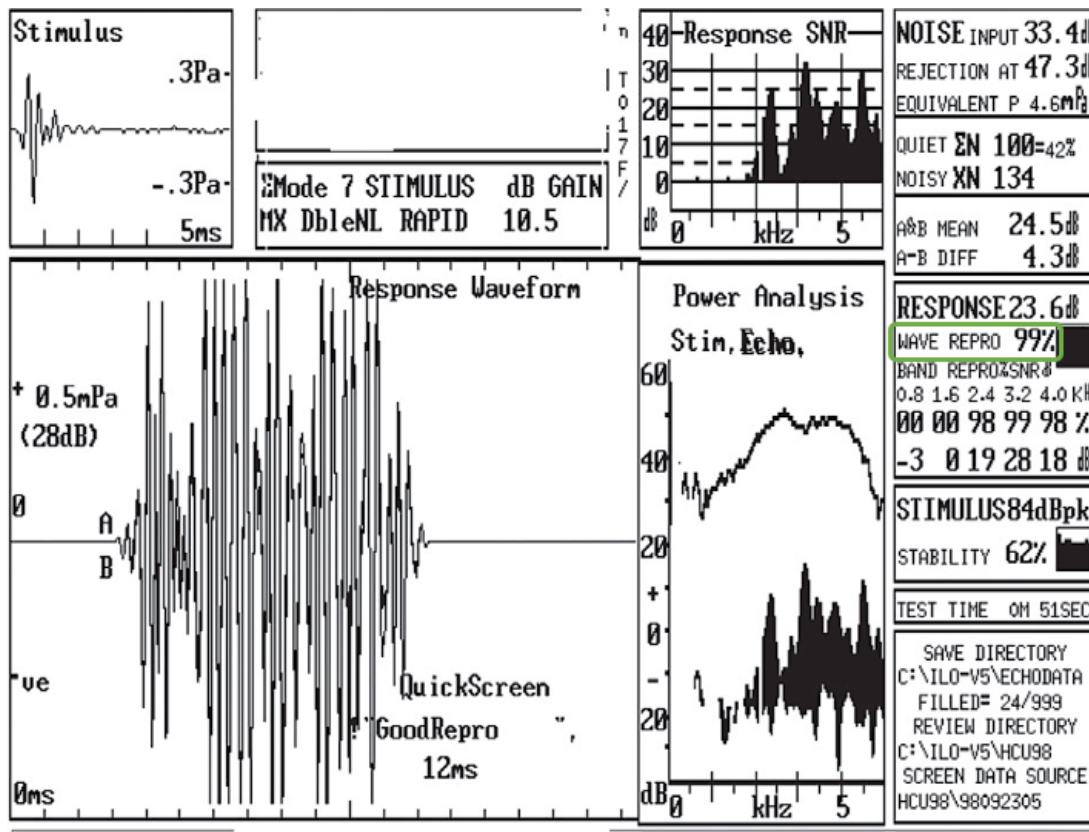 Stimulus
.3Pa
-.3Pa
5ms
n T017F/
ΣMode 7 STIMULUS dB GAIN
MX DbleNL RAPID 10.5
Response SNR
40
30
20
10
0
dB 0 kHz 5
NOISE INPUT 33.4d
REJECTION AT 47.3d
EQUIVALENT P 4.6mPa
QUIET ΣN 100=42%
NOISY XN 134
A&B MEAN 24.5dB
A-B DIFF 4.3dB
Response Waveform
+ 0.5mPa
(28dB)
0
A
B
-ve
QuickScreen
!"GoodRepro ",
12ms
0ms
Power Analysis
Stim, Echo,
60
40
20
+
0
-
20
dB 0 kHz 5
RESPONSE 23.6dB
WAVE REPRO 99%
BAND REPRO%SNR dB
0.8 1.6 2.4 3.2 4.0 KH
00 00 98 99 98 %
-3 0 19 28 18 dB
STIMULUS 84dBpk
STABILITY 62%
TEST TIME 0M 51SEC
SAVE DIRECTORY
C:\ILO-V5\ECHODATA
FILLED= 24/999
REVIEW DIRECTORY
C:\ILO-V5\HCU98
SCREEN DATA SOURCE
HCU98\98092305